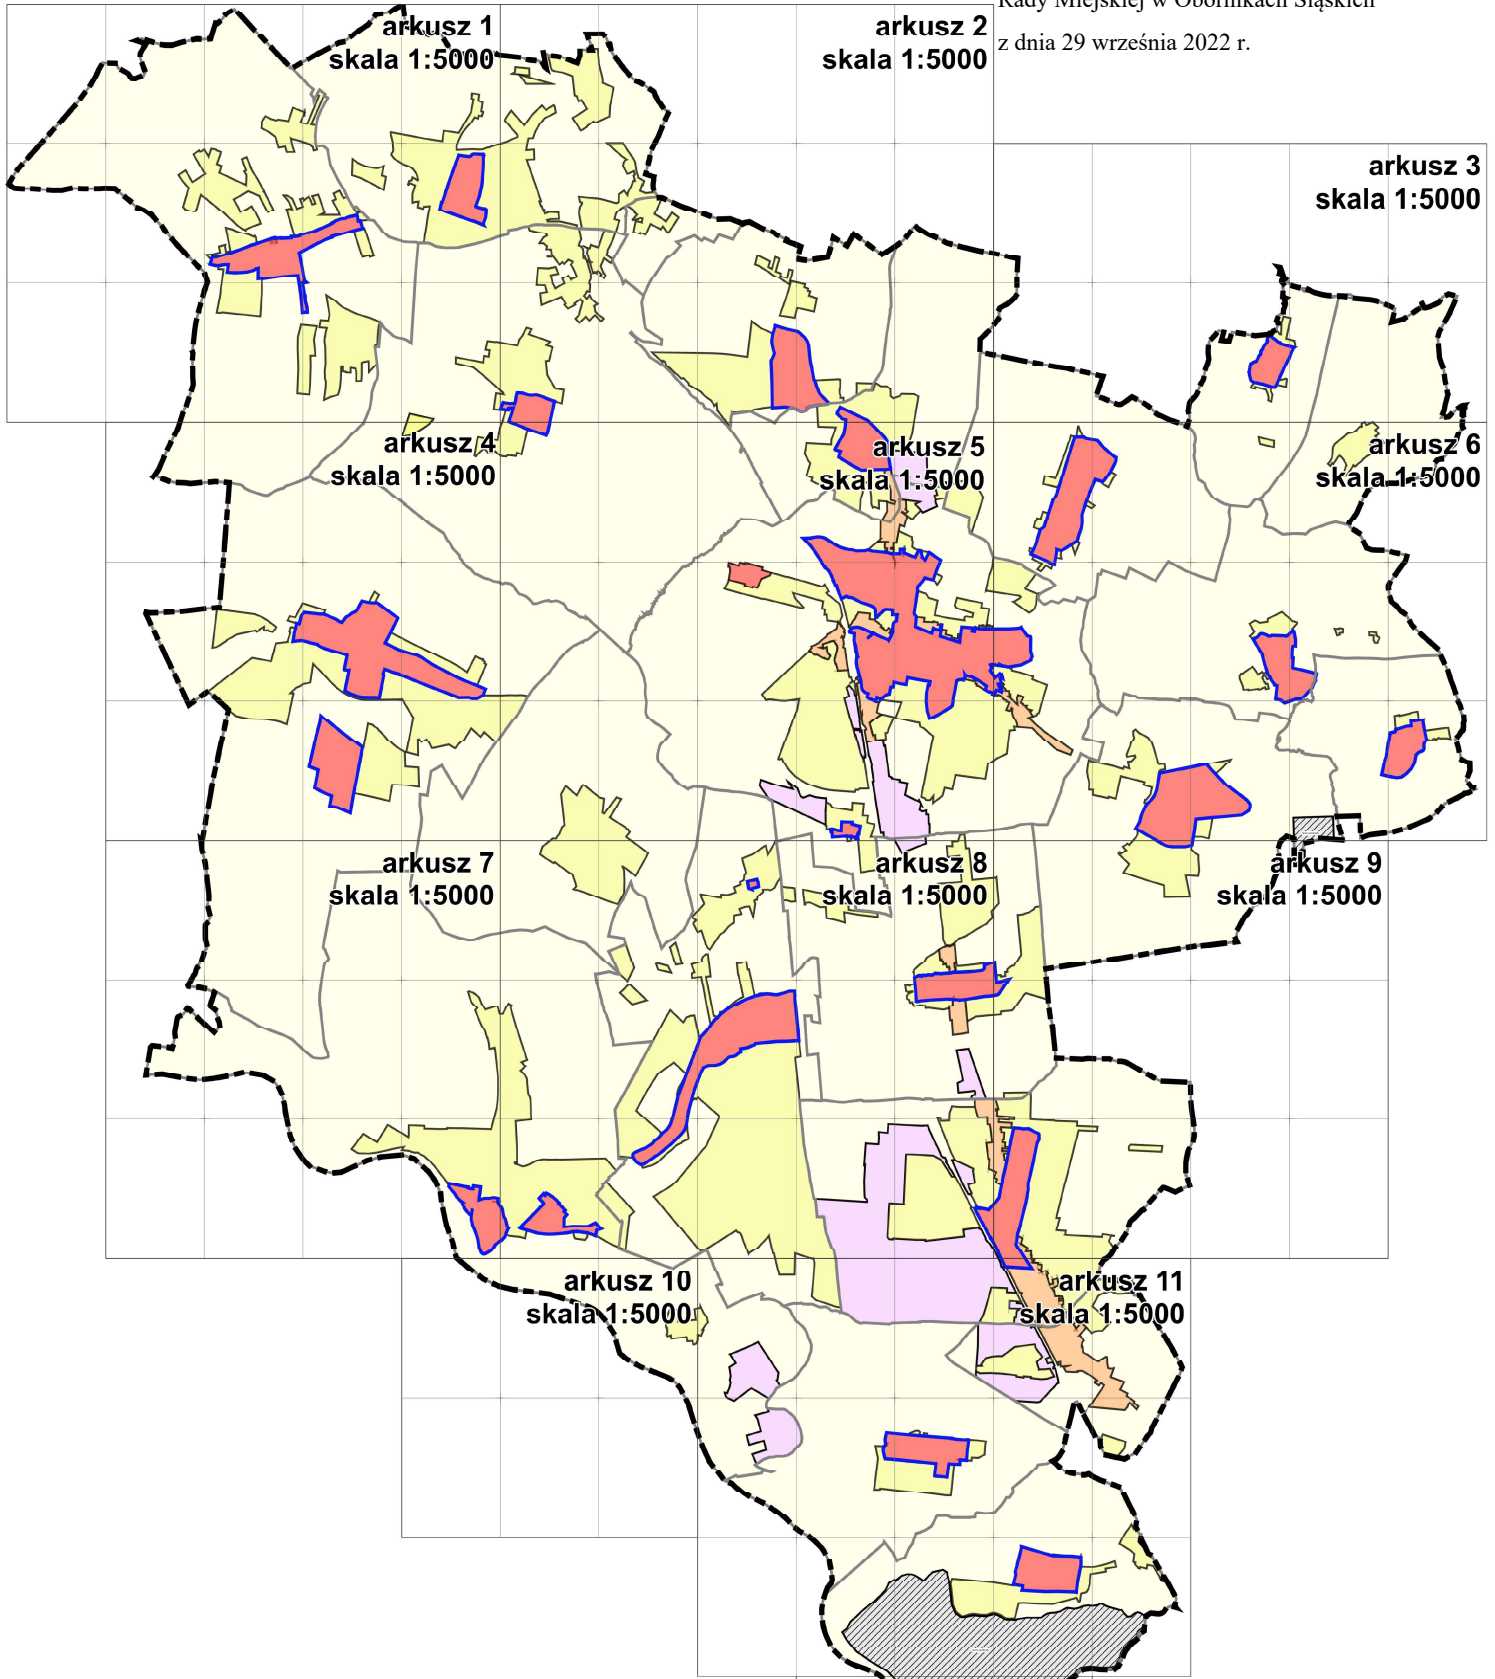 Rady Miejskiej w Obornikach Śląskich
z dnia 29 września 2022 r.
arkusz 1
skala 1:5000
arkusz 2
skala 1:5000
arkusz 3
skala 1:5000
arkusz 4
skala 1:5000
arkusz 5
skala 1:5000
arkusz 6
skala 1:5000
arkusz 7
skala 1:5000
arkusz 8
skala 1:5000
arkusz 9
skala 1:5000
arkusz 10
skala 1:5000
arkusz 11
skala 1:5000